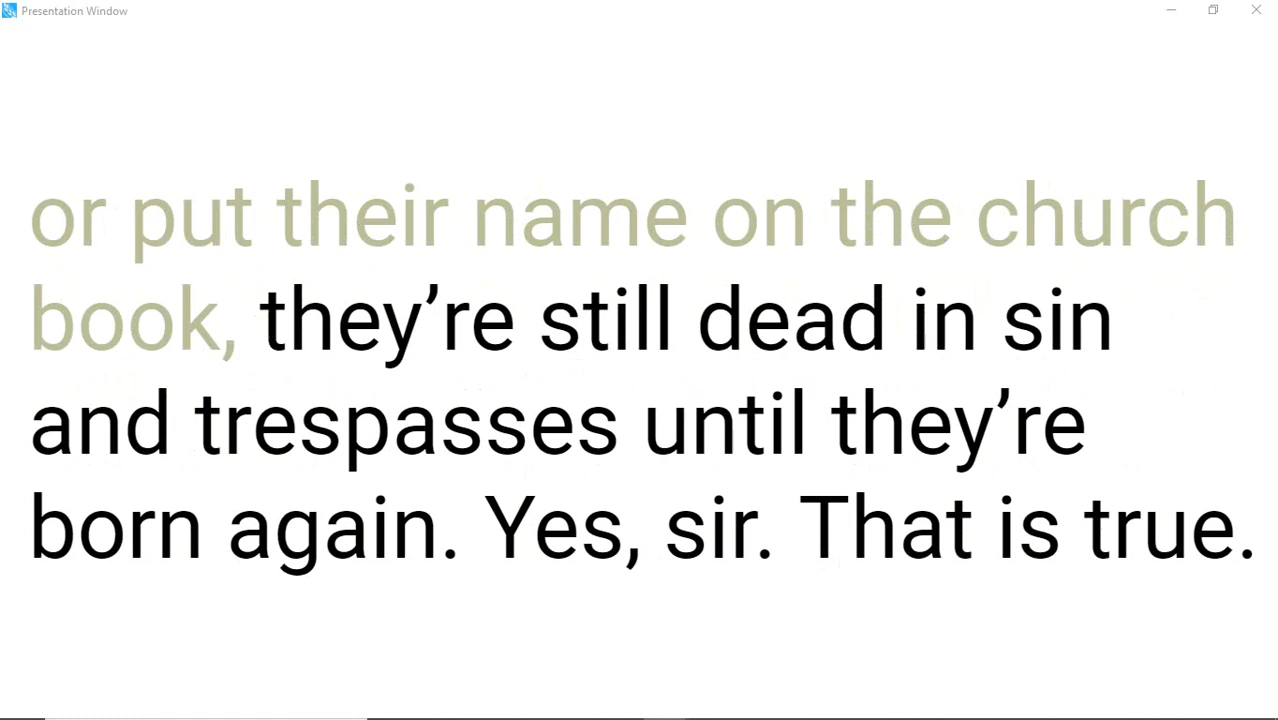 Presentation Window
or put their name on the church
book, they’re still dead in sin
and trespasses until they’re
born again. Yes, sir. That is true.